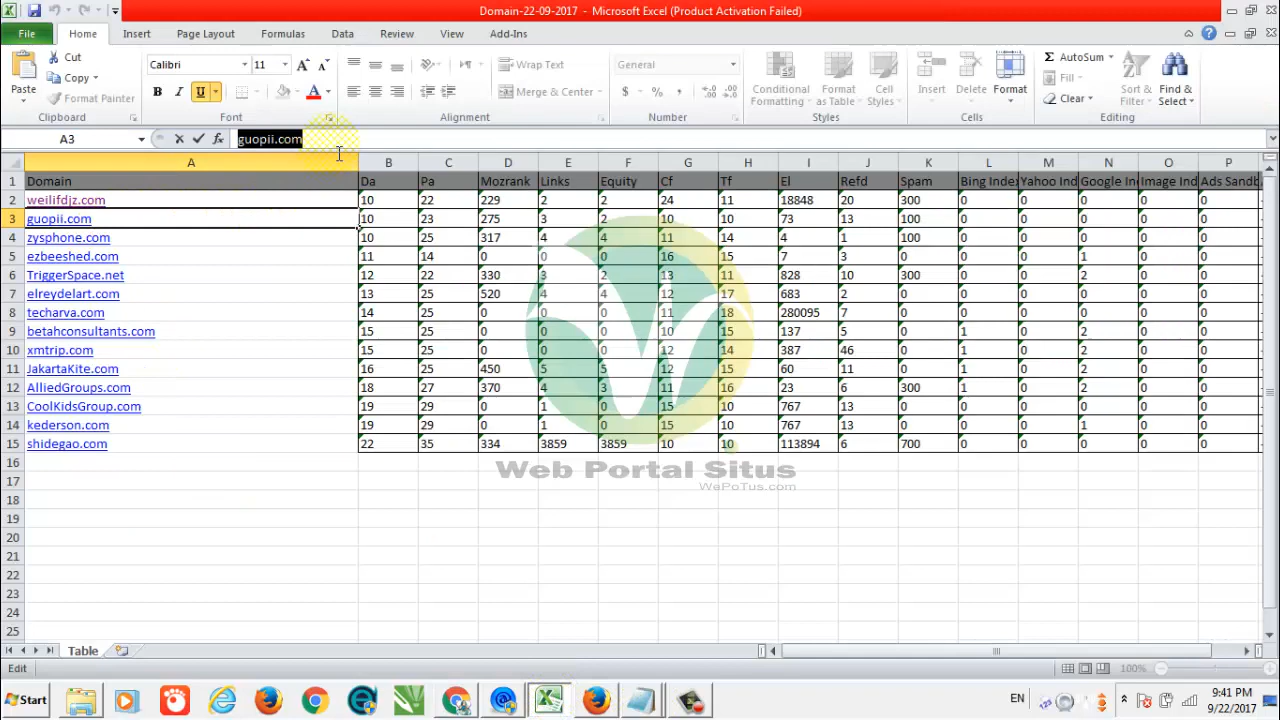 Domain-22-09-2017 - Microsoft Excel (Product Activation Failed)
File Home Insert Page Layout Formulas Data Review View Add-Ins
Cut
Copy
Format Painter
Paste
Clipboard
Calibri 11
B I U
Font
Wrap Text
Merge & Center
Alignment
General
$ % ,
Number
Conditional Formatting
Format as Table
Cell Styles
Styles
Insert
Delete
Format
Cells
AutoSum
Fill
Clear
Sort & Filter
Find & Select
Editing
A3 fx guopii.com
A B C D E F G H I J K L M N O P
1 Domain Da Pa Mozrank Links Equity Cf Tf El Refd Spam Bing Index Yahoo Ind Google In Image Ind Ads Sandb
2 weilifdjz.com 10 22 229 2 2 24 11 18848 20 300 0 0 0 0 0
3 guopii.com 10 23 275 3 2 10 10 73 13 100 0 0 0 0 0
4 zysphone.com 10 25 317 4 4 11 14 4 1 100 0 0 0 0 0
5 ezbeeshed.com 11 14 0 0 0 16 15 7 3 0 0 0 1 0 0
6 TriggerSpace.net 12 22 330 3 2 13 11 828 10 300 0 0 2 0 0
7 elreydelart.com 13 25 520 4 4 12 17 683 2 0 0 0 0 0 0
8 techarva.com 14 25 0 0 0 11 18 280095 7 0 0 0 0 0 0
9 betahconsultants.com 15 25 0 0 0 10 15 137 5 0 1 0 2 0 0
10 xmtrip.com 15 25 0 0 0 12 14 387 46 0 1 0 2 0 0
11 JakartaKite.com 16 25 450 5 5 12 15 60 11 0 1 0 2 0 0
12 AlliedGroups.com 18 27 370 4 3 11 16 23 6 300 1 0 2 0 0
13 CoolKidsGroup.com 19 29 0 1 0 15 10 767 13 0 0 0 0 0 0
14 kederson.com 19 29 0 1 0 15 10 767 13 0 0 0 1 0 0
15 shidegao.com 22 35 334 3859 3859 10 10 113894 6 700 0 0 0 0 0
16
Web Portal Situs
17
WePoTus.com
18
19
20
21
22
23
24
25
Table
Edit
100%
Start
EN
9:41 PM
9/22/2017